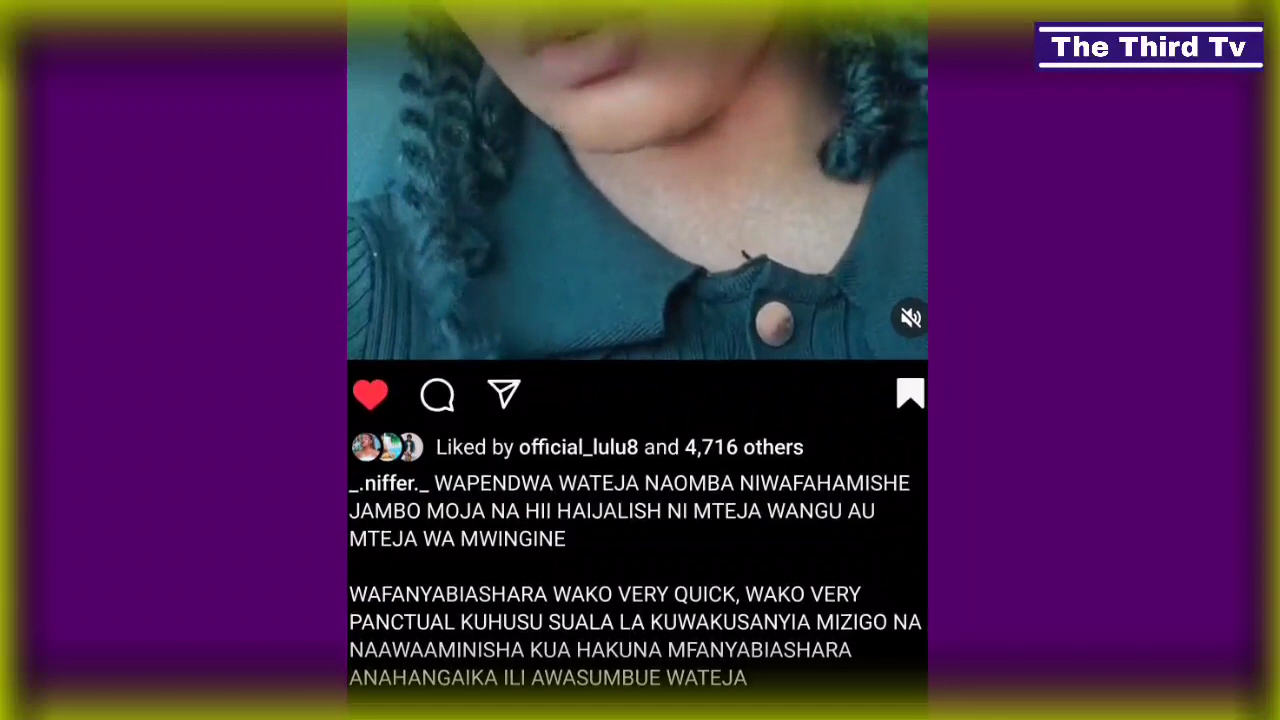 The Third Tv
Liked by official_lulu8 and 4,716 others
_.niffer._ WAPENDWA WATEJA NAOMBA NIWAFAHAMISHE
JAMBO MOJA NA HII HAIJALISH NI MTEJA WANGU AU
MTEJA WA MWINGINE
WAFANYABIASHARA WAKO VERY QUICK, WAKO VERY
PANCTUAL KUHUSU SUALA LA KUWAKUSANYIA MIZIGO NA
NAAWAAMINISHA KUA HAKUNA MFANYABIASHARA
ANAHANGAIKA ILI AWASUMBUE WATEJA